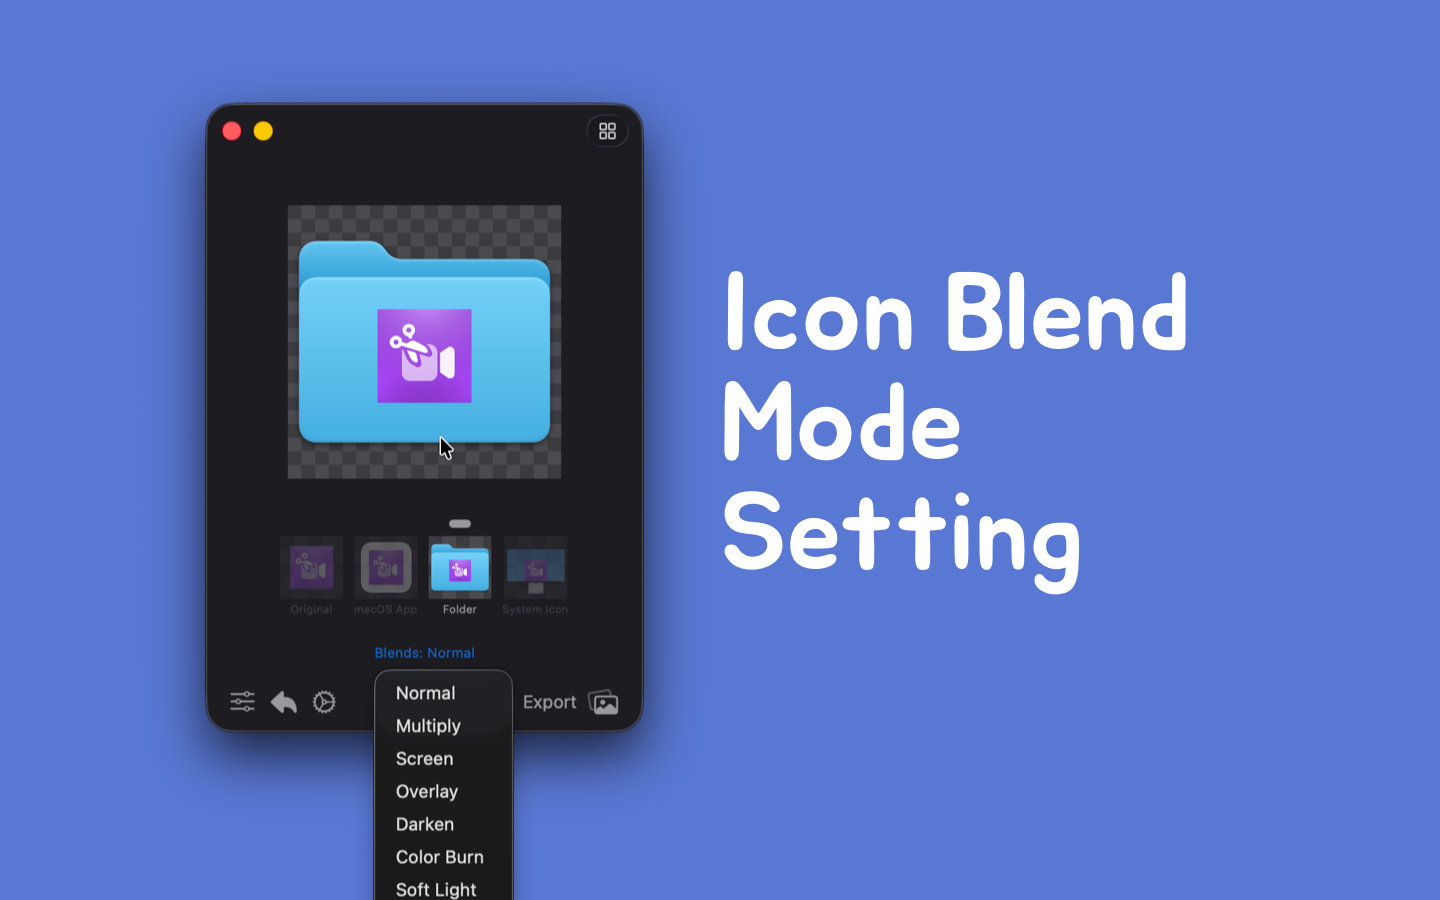 Icon Blend
Mode
Setting
Original
macOS App
Folder
System Icon
Blends: Normal
Export
Normal
Multiply
Screen
Overlay
Darken
Color Burn
Soft Light